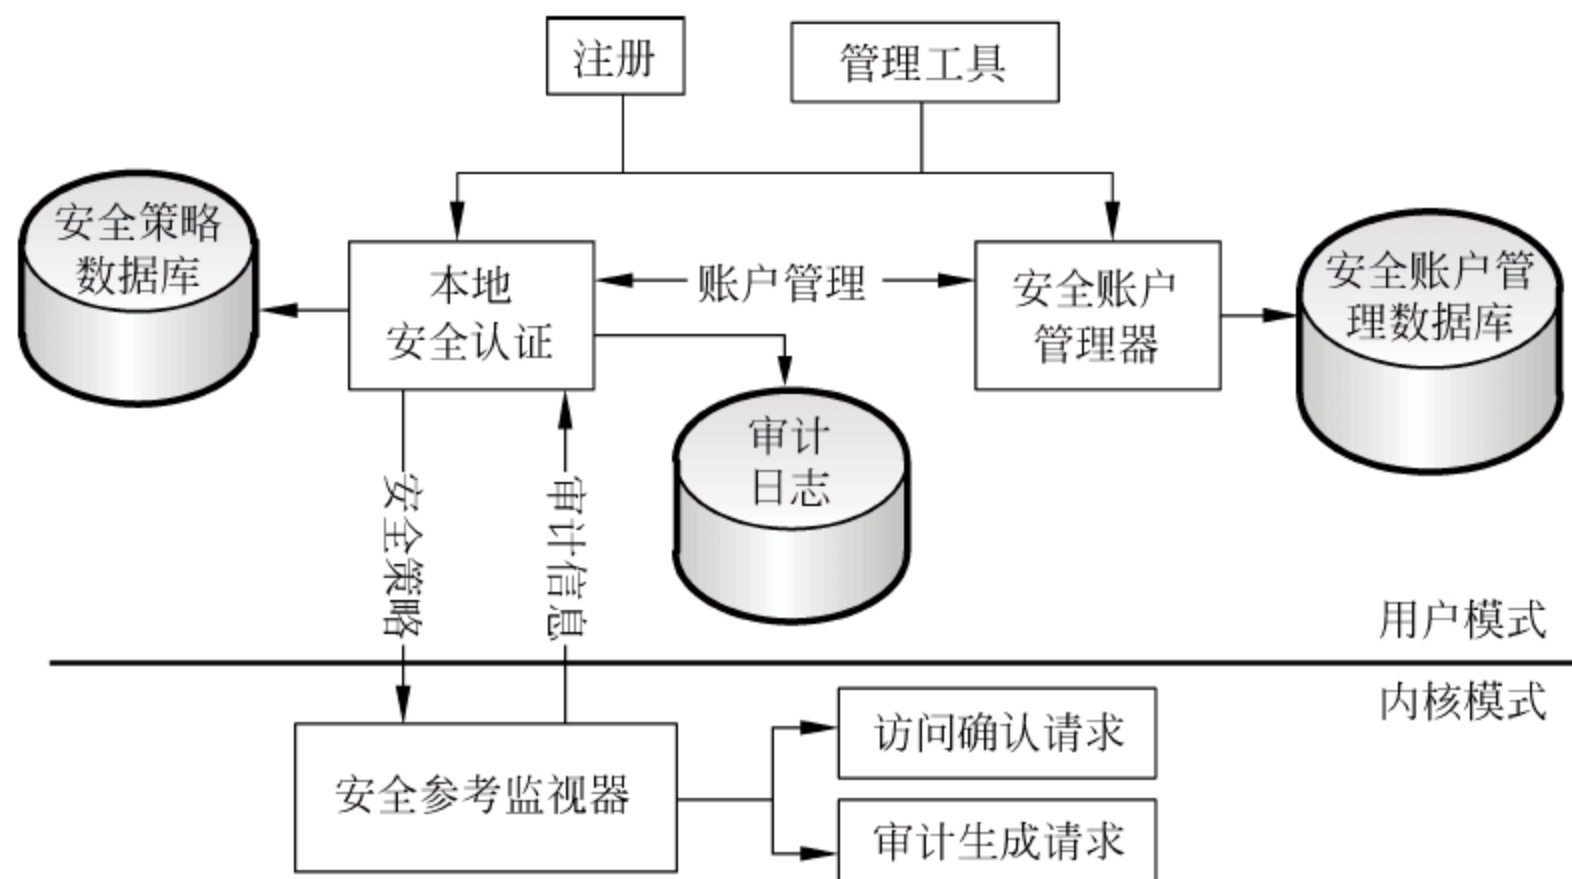 注册
管理工具
安全策略
数据库
本地
安全认证
账户管理
安全账户
管理器
安全账户管
理数据库
审计
日志
安全策略
审计信息
用户模式
内核模式
安全参考监视器
访问确认请求
审计生成请求